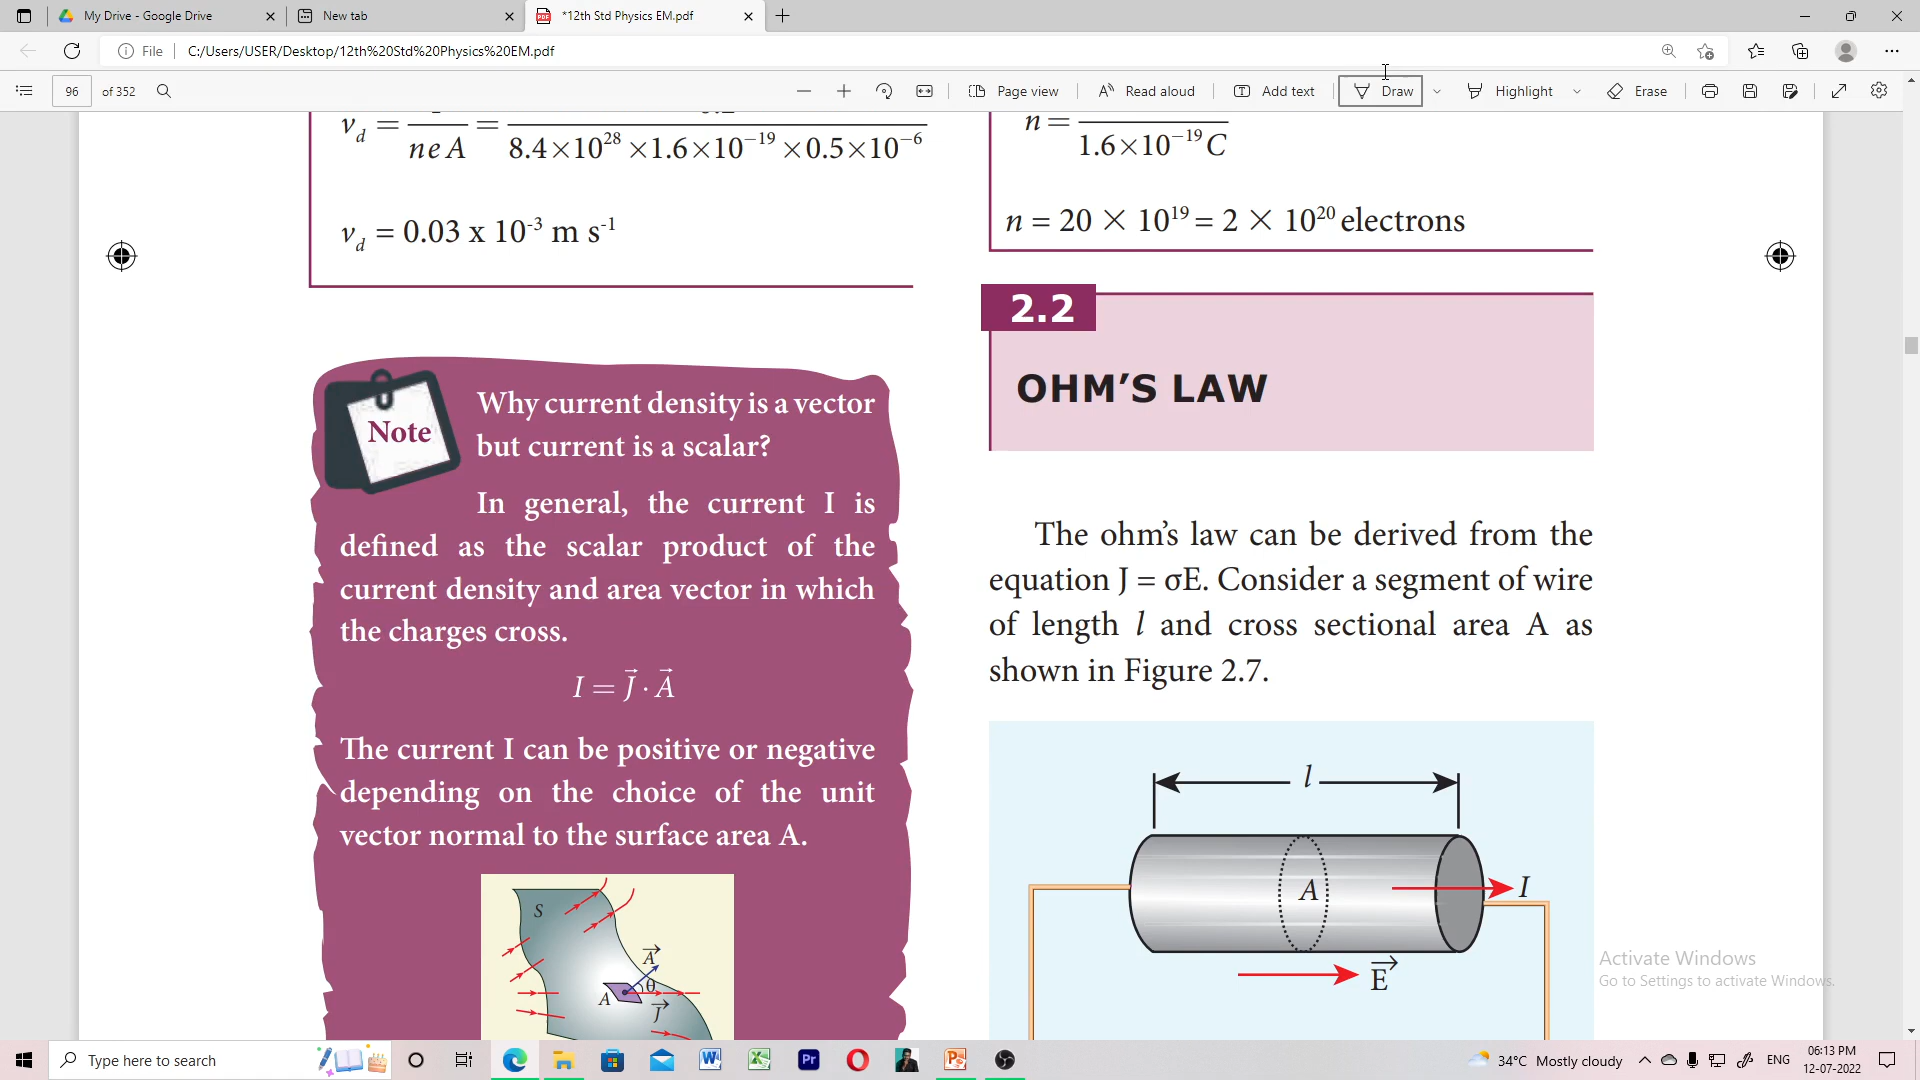 My Drive - Google Drive
New tab
*12th Std Physics EM.pdf
File
C:/Users/USER/Desktop/12th%20Std%20Physics%20EM.pdf
96 of 352
Page view
Read aloud
Add text
Draw
Highlight
Erase
v_d = / neA = / 8.4×10^28 ×1.6×10^−19 ×0.5×10^−6
v_d = 0.03 x 10^-3 m s^-1
Note
Why current density is a vector
but current is a scalar?
In general, the current I is
defined as the scalar product of the
current density and area vector in which
the charges cross.
I = J⃗ · A⃗
The current I can be positive or negative
depending on the choice of the unit
vector normal to the surface area A.
S
A⃗
A
θ
J⃗
n = / 1.6×10^−19 C
n = 20 × 10^19 = 2 × 10^20 electrons
2.2
OHM’S LAW
The ohm’s law can be derived from the
equation J = σE. Consider a segment of wire
of length l and cross sectional area A as
shown in Figure 2.7.
l
A
I
E⃗
Activate Windows
Go to Settings to activate Windows.
Type here to search
34°C Mostly cloudy
ENG
06:13 PM
12-07-2022